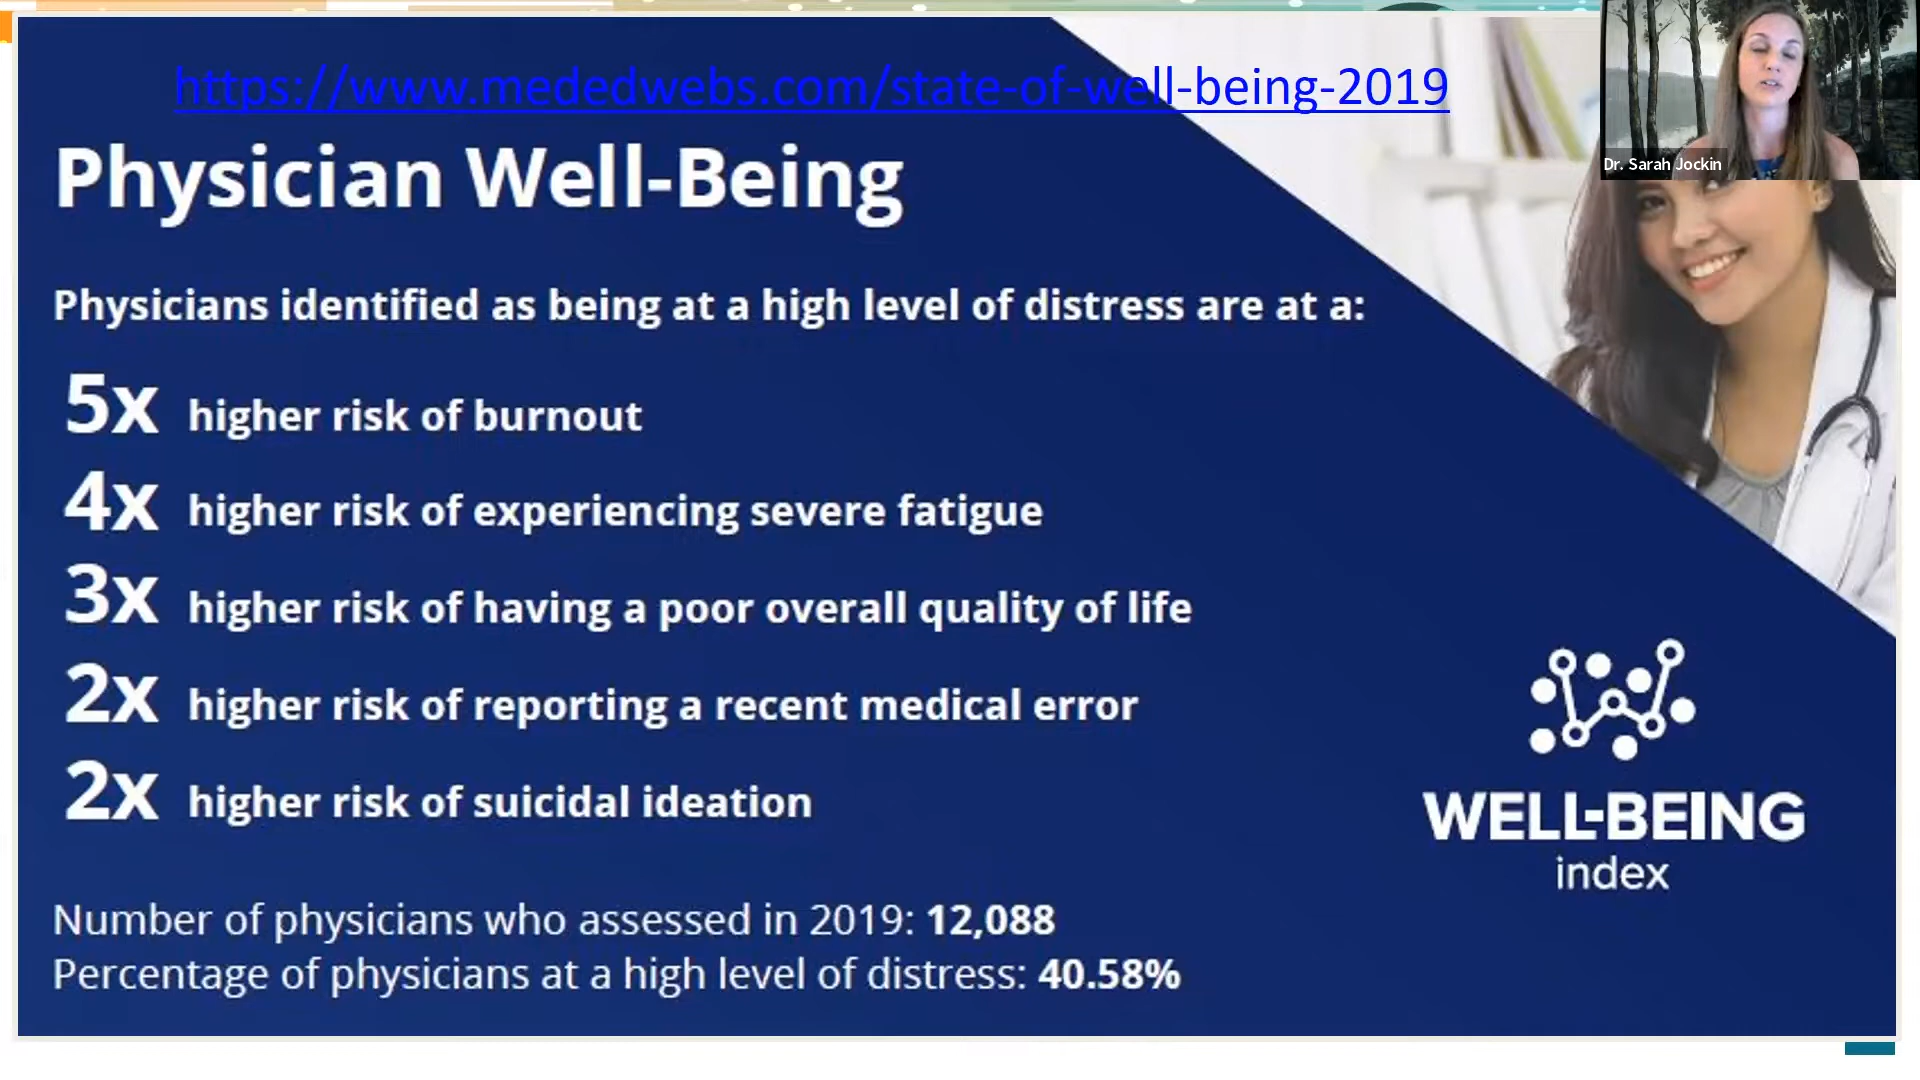 https://www.mededwebs.com/state-of-well-being-2019
Dr. Sarah Jockin
Physician Well-Being
Physicians identified as being at a high level of distress are at a:
5x higher risk of burnout
4x higher risk of experiencing severe fatigue
3x higher risk of having a poor overall quality of life
2x higher risk of reporting a recent medical error
2x higher risk of suicidal ideation
WELL-BEING
index
Number of physicians who assessed in 2019: 12,088
Percentage of physicians at a high level of distress: 40.58%